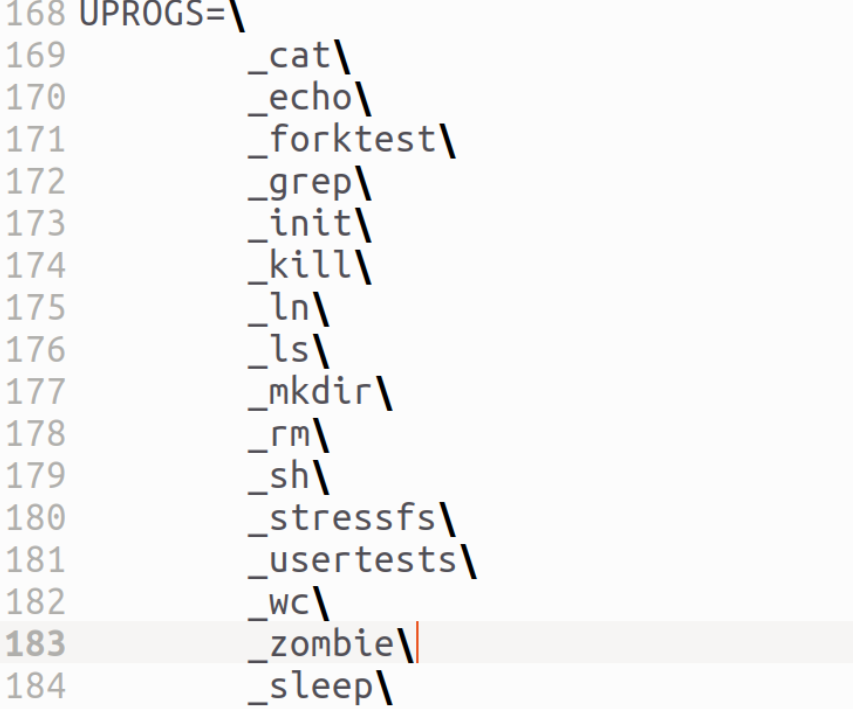 168 UPROGS=\
169 _cat\
170 _echo\
171 _forktest\
172 _grep\
173 _init\
174 _kill\
175 _ln\
176 _ls\
177 _mkdir\
178 _rm\
179 _sh\
180 _stressfs\
181 _usertests\
182 _wc\
183 _zombie\
184 _sleep\